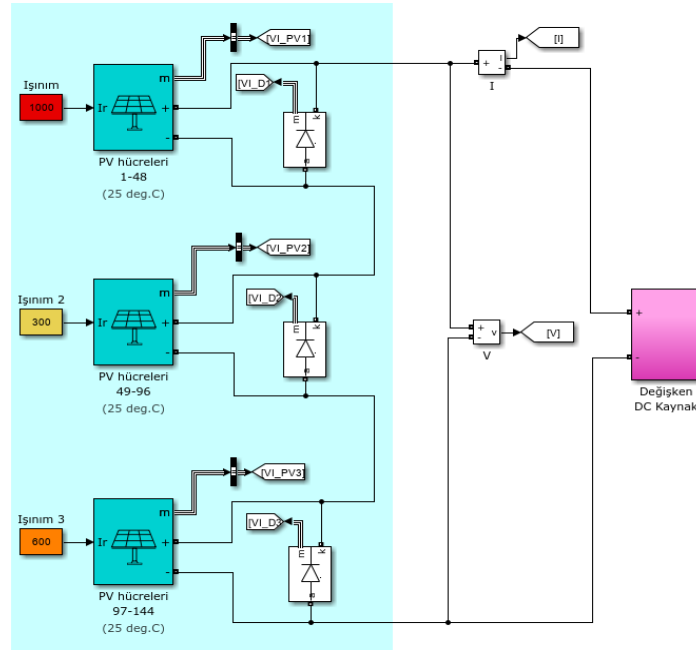 [VI_PV1]
[I]
[VI_D1
Işınım
1000
m
Ir
+
-
m
k
a
+
I
-
I
PV hücreleri
1-48
(25 deg.C)
[VI_PV2]
Işınım 2
300
m
Ir
+
-
[VI_D2
m
k
a
+
-
v
[V]
V
+
-
PV hücreleri
49-96
(25 deg.C)
Değişken
DC Kaynak
[VI_PV3]
Işınım 3
600
m
Ir
+
-
[VI_D3
m
k
a
PV hücreleri
97-144
(25 deg.C)